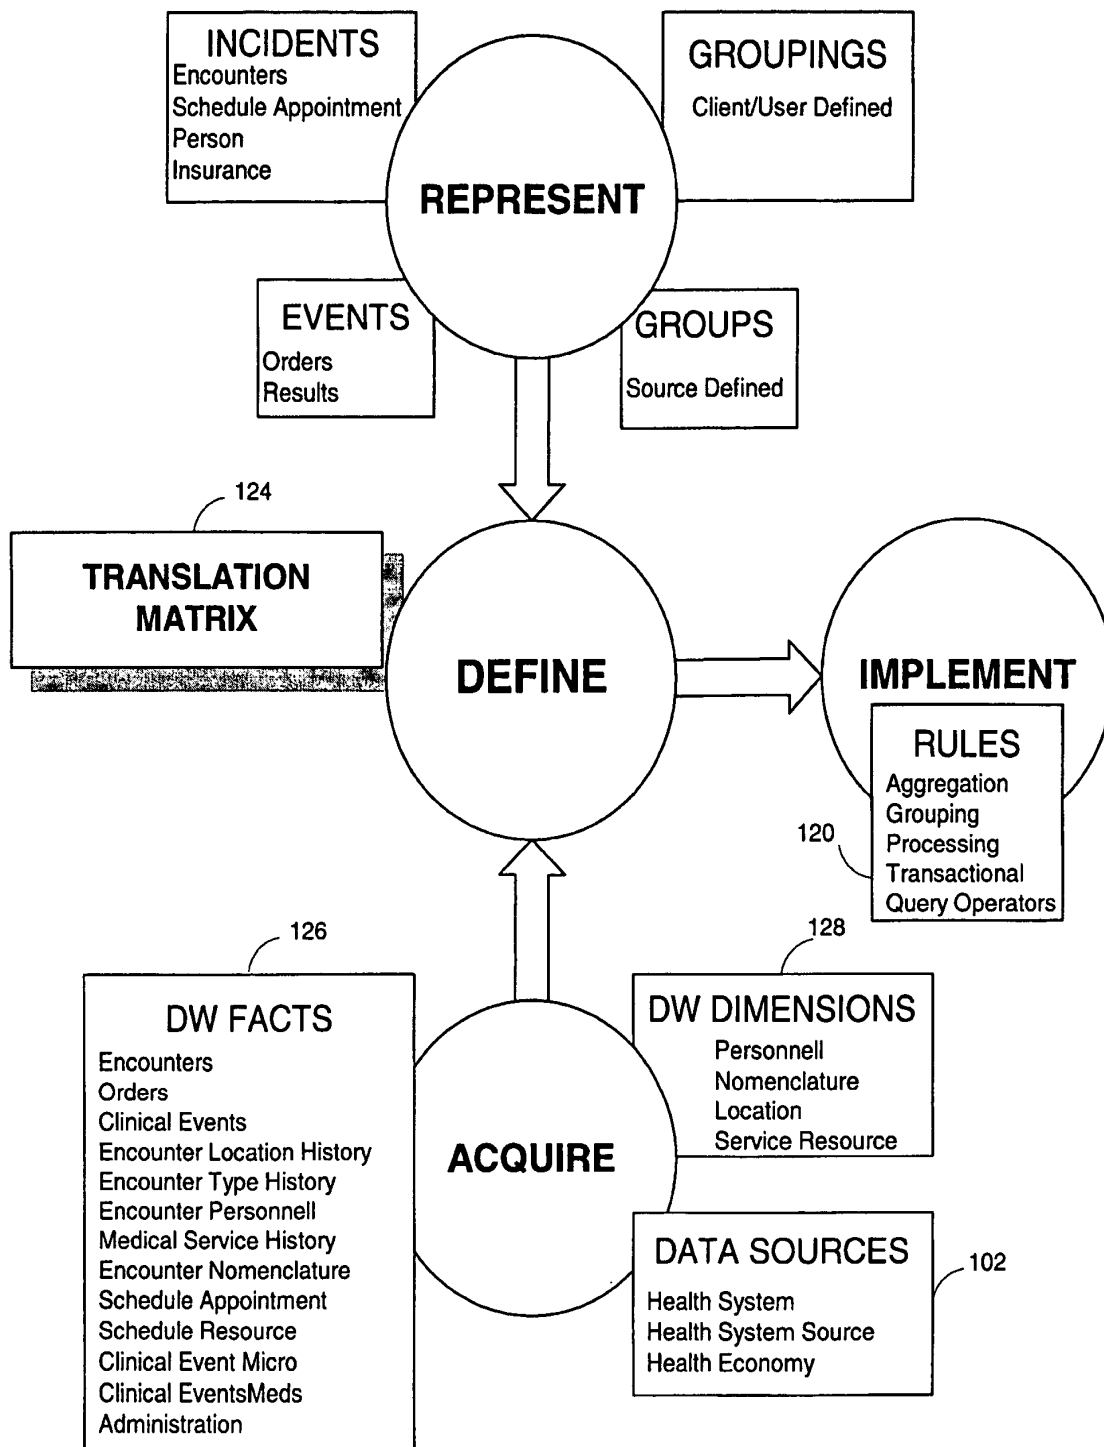 INCIDENTS
Encounters
Schedule Appointment
Person
Insurance
GROUPINGS
Client/User Defined
REPRESENT
EVENTS
Orders
Results
GROUPS
Source Defined
124
TRANSLATION
MATRIX
DEFINE
IMPLEMENT
RULES
Aggregation
Grouping
Processing
Transactional
Query Operators
120
126
DW FACTS
Encounters
Orders
Clinical Events
Encounter Location History
Encounter Type History
Encounter Personnell
Medical Service History
Encounter Nomenclature
Schedule Appointment
Schedule Resource
Clinical Event Micro
Clinical EventsMeds
Administration
ACQUIRE
128
DW DIMENSIONS
Personnell
Nomenclature
Location
Service Resource
DATA SOURCES
Health System
Health System Source
Health Economy
102